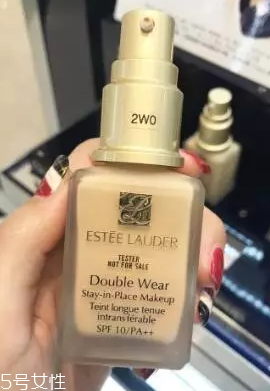 2W0
ESTĒE LAUDER
TESTER
NOT FOR SALE
Double Wear
Stay-in-Place Makeup
Teint longue tenue
intransférable
SPF 10/PA++
5号女性